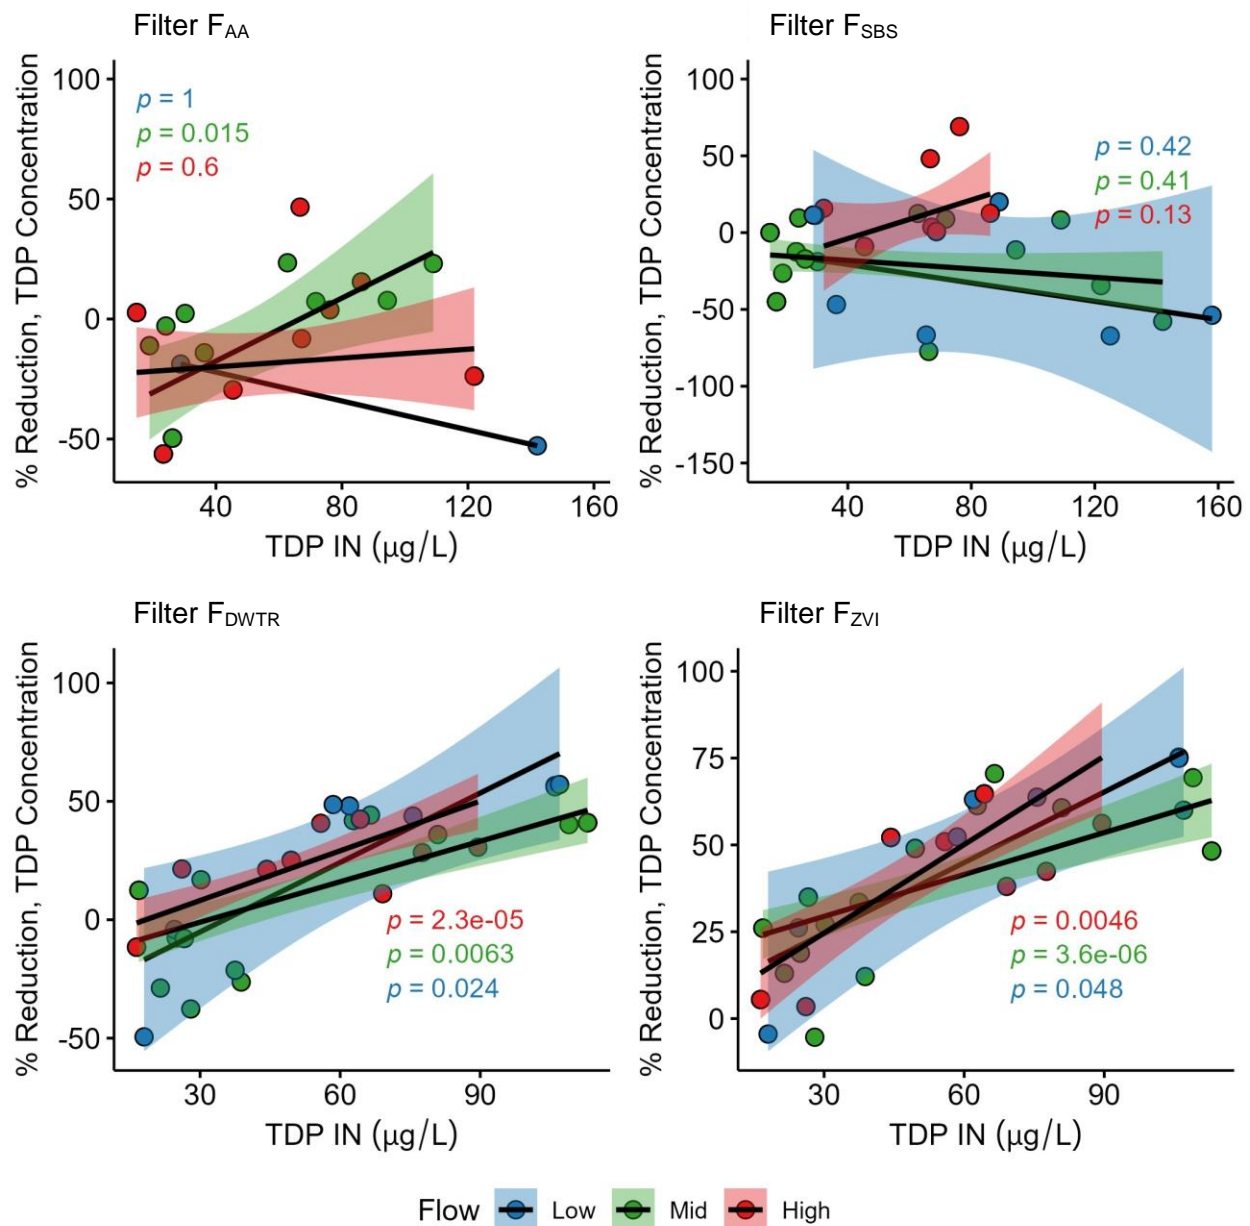 Filter FAA
% Reduction, TDP Concentration
100
50
0
-50
p = 1
p = 0.015
p = 0.6
40
80
120
160
TDP IN (µg/L)
Filter FSBS
% Reduction, TDP Concentration
100
50
0
-50
-100
-150
p = 0.42
p = 0.41
p = 0.13
40
80
120
160
TDP IN (µg/L)
Filter FDWTR
% Reduction, TDP Concentration
100
50
0
-50
p = 2.3e-05
p = 0.0063
p = 0.024
30
60
90
TDP IN (µg/L)
Filter FZVI
% Reduction, TDP Concentration
100
75
50
25
0
p = 0.0046
p = 3.6e-06
p = 0.048
30
60
90
TDP IN (µg/L)
Flow Low Mid High